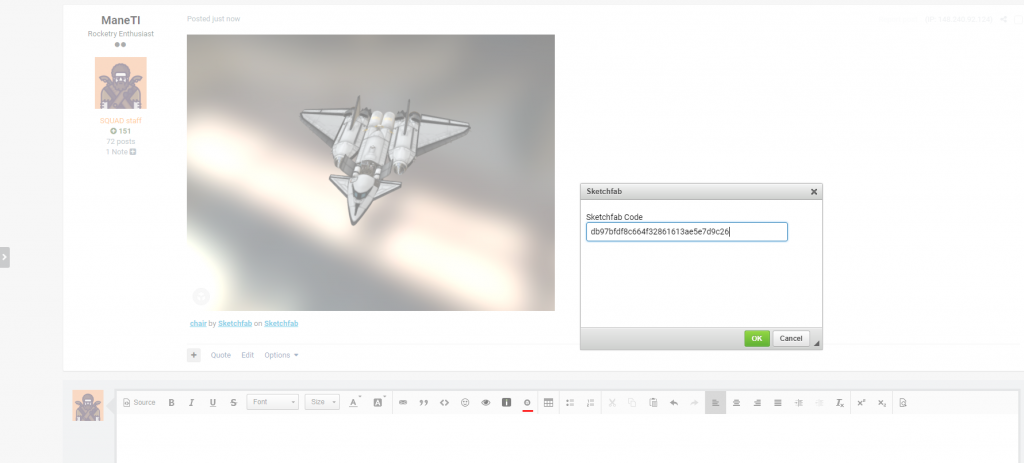 ManeTI
Rocketry Enthusiast
SQUAD staff
151
72 posts
1 Note
Posted just now
chair by Sketchfab on Sketchfab
+ Quote Edit Options
Sketchfab
Sketchfab Code
db97bfdf8c664f32861613ae5e7d9c26
OK Cancel
Source B I U S Font Size A A